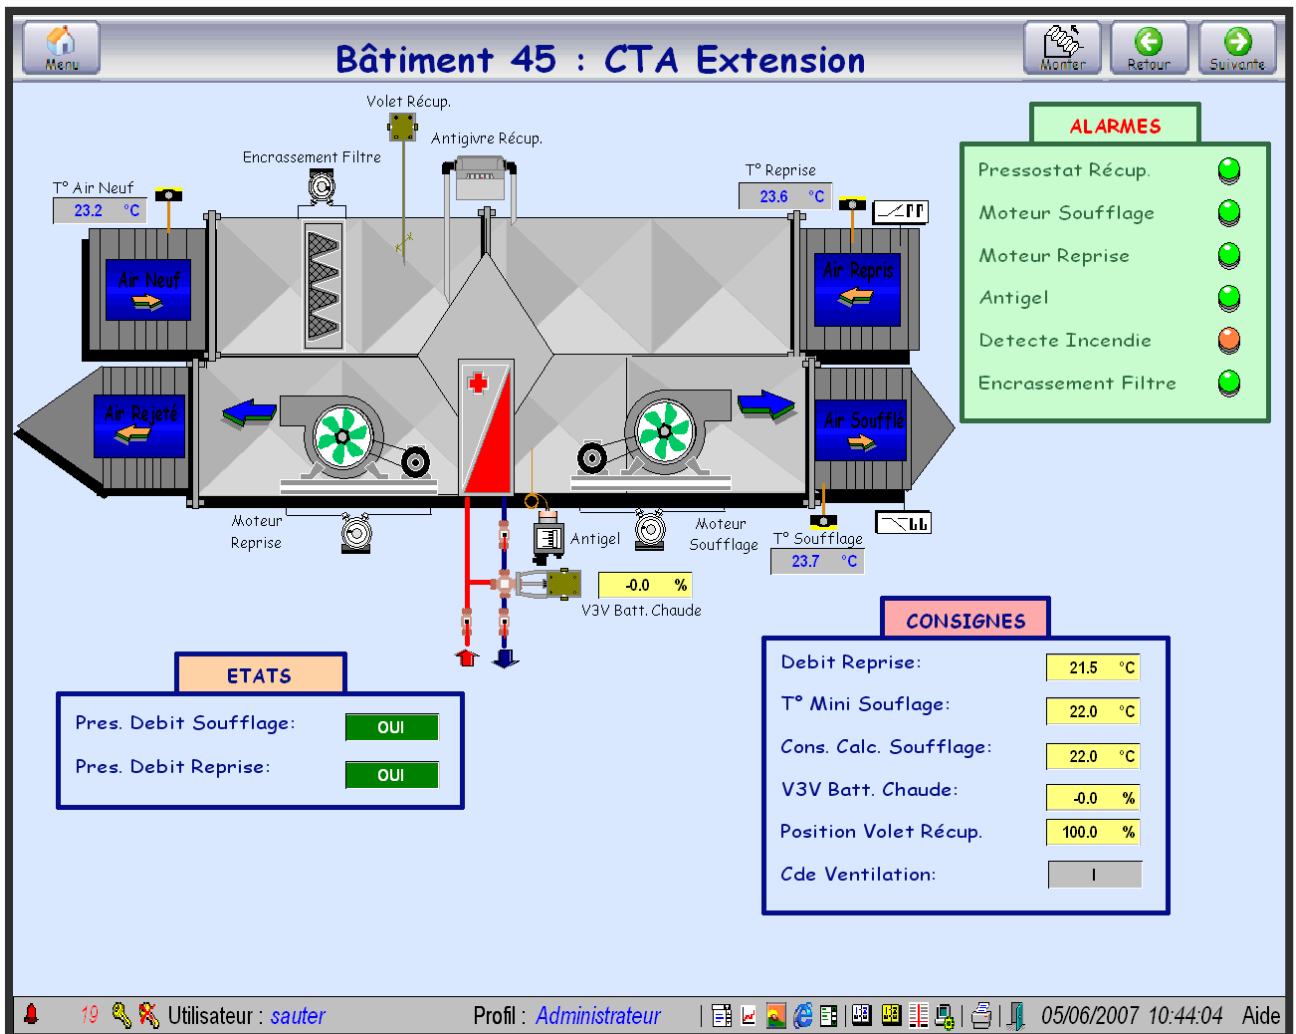 Menu
Bâtiment 45 : CTA Extension
Monter
Retour
Suivante
Volet Récup.
Antigivre Récup.
Encrassement Filtre
T° Air Neuf
23.2 °C
T° Reprise
23.6 °C
Air Neuf
Air Repris
Air Rejeté
Air Soufflé
Moteur
Reprise
Antigel
Moteur
Soufflage
T° Soufflage
23.7 °C
-0.0 %
V3V Batt. Chaude
ALARMES
Pressostat Récup.
Moteur Soufflage
Moteur Reprise
Antigel
Detecte Incendie
Encrassement Filtre
ETATS
Pres. Debit Soufflage: OUI
Pres. Debit Reprise: OUI
CONSIGNES
Debit Reprise: 21.5 °C
T° Mini Souflage: 22.0 °C
Cons. Calc. Soufflage: 22.0 °C
V3V Batt. Chaude: -0.0 %
Position Volet Récup. 100.0 %
Cde Ventilation: I
19 Utilisateur : sauter Profil : Administrateur 05/06/2007 10:44:04 Aide